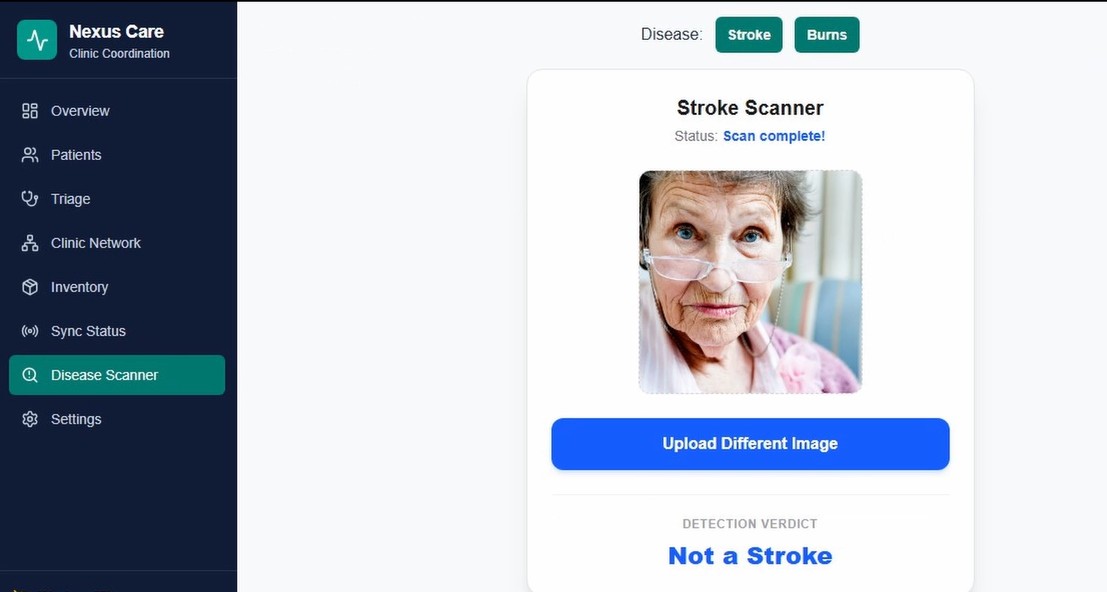 Nexus Care
Clinic Coordination
Overview
Patients
Triage
Clinic Network
Inventory
Sync Status
Disease Scanner
Settings
Disease: Stroke Burns
Stroke Scanner
Status: Scan complete!
Upload Different Image
DETECTION VERDICT
Not a Stroke